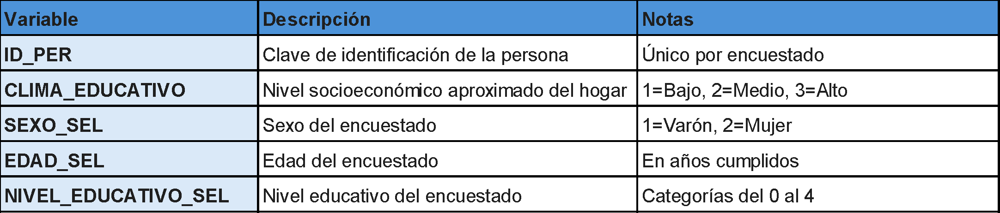 Variable Descripción Notas
ID_PER Clave de identificación de la persona Único por encuestado
CLIMA_EDUCATIVO Nivel socioeconómico aproximado del hogar 1=Bajo, 2=Medio, 3=Alto
SEXO_SEL Sexo del encuestado 1=Varón, 2=Mujer
EDAD_SEL Edad del encuestado En años cumplidos
NIVEL_EDUCATIVO_SEL Nivel educativo del encuestado Categorías del 0 al 4